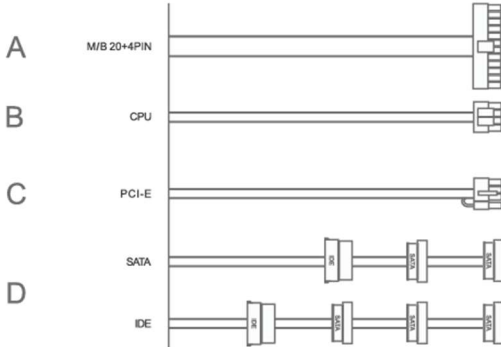 A M/B 20+4PIN
B CPU
C PCI-E
SATA IDE SATA SATA
D
IDE IDE SATA SATA SATA